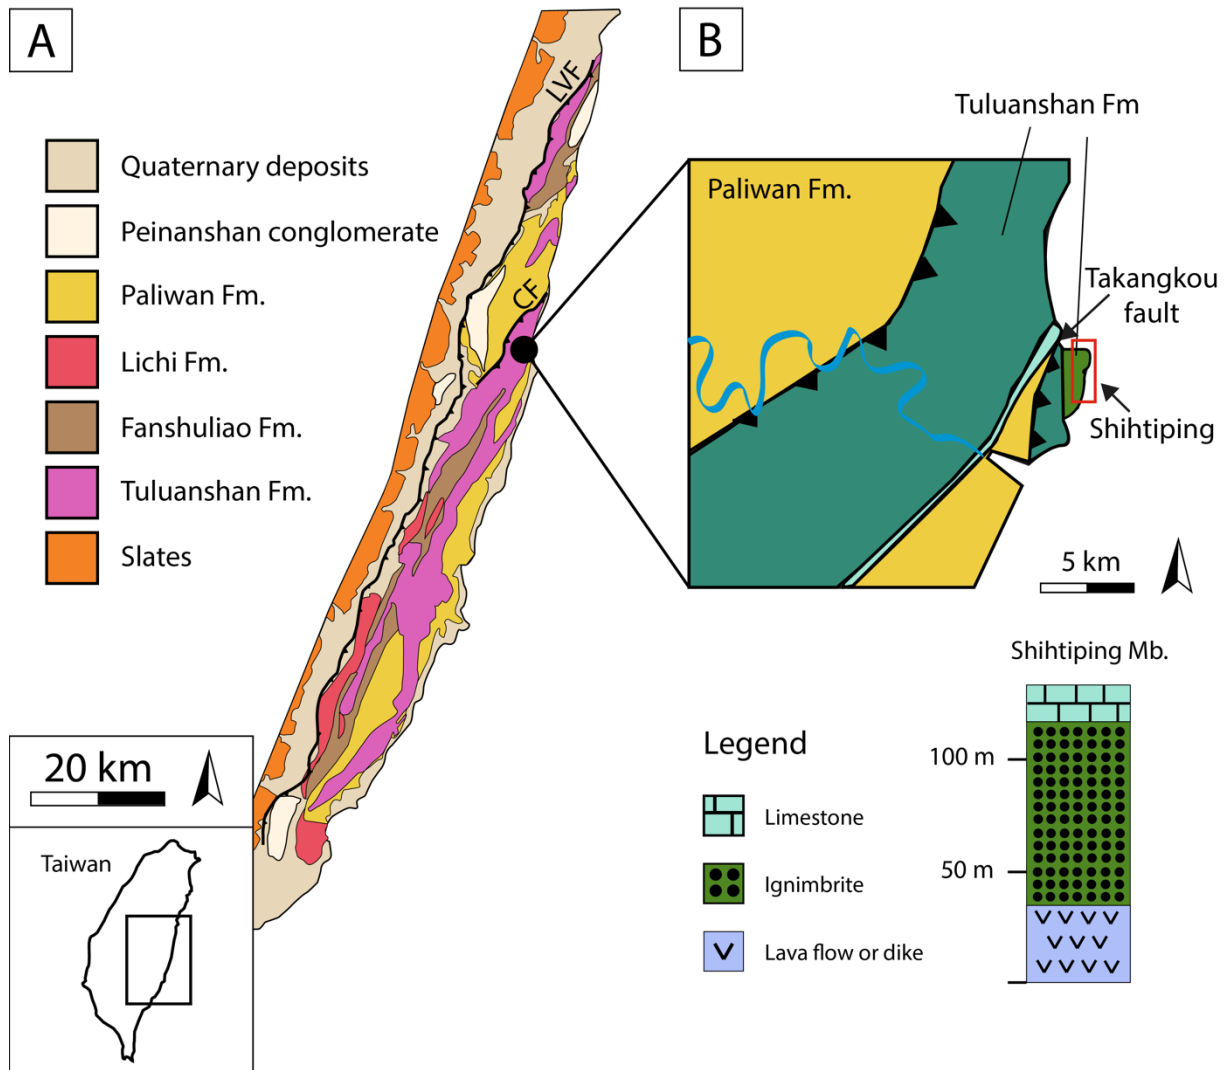 A
Quaternary deposits
Peinanshan conglomerate
Paliwan Fm.
Lichi Fm.
Fanshuliao Fm.
Tuluanshan Fm.
Slates
LVF
CF
20 km
Taiwan
B
Tuluanshan Fm
Paliwan Fm.
Takangkou
fault
Shihtiping
5 km
Shihtiping Mb.
100 m
50 m
Legend
Limestone
Ignimbrite
Lava flow or dike